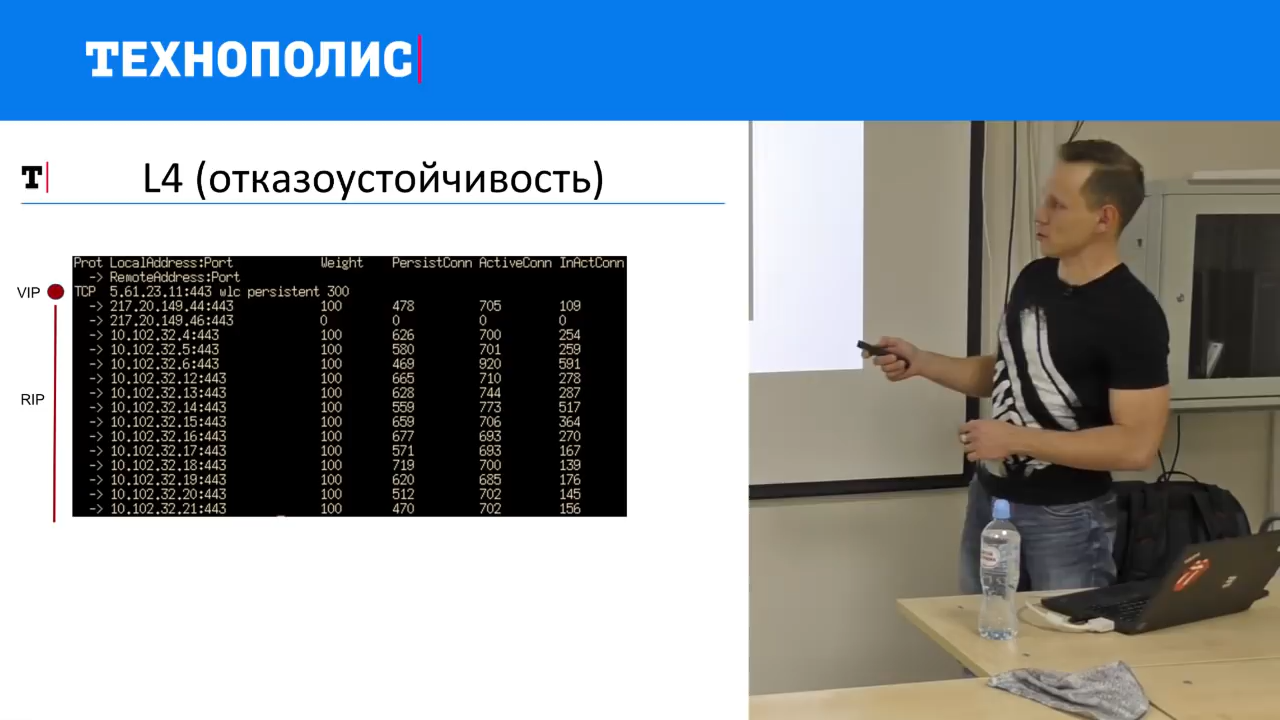 ТЕХНОПОЛИС
Т
L4 (отказоустойчивость)
Prot LocalAddress:Port Weight PersistConn ActiveConn InActConn
-> RemoteAddress:Port
VIP
TCP 5.61.23.11:443 wlc persistent 300
-> 217.20.149.44:443 100 478 705 109
-> 217.20.149.46:443 0 0 0 0
-> 10.102.32.4:443 100 626 700 254
-> 10.102.32.5:443 100 580 701 259
-> 10.102.32.6:443 100 469 920 591
-> 10.102.32.12:443 100 665 710 278
-> 10.102.32.13:443 100 628 744 287
RIP
-> 10.102.32.14:443 100 559 773 517
-> 10.102.32.15:443 100 659 706 364
-> 10.102.32.16:443 100 677 693 270
-> 10.102.32.17:443 100 571 693 167
-> 10.102.32.18:443 100 719 700 139
-> 10.102.32.19:443 100 620 685 176
-> 10.102.32.20:443 100 512 702 145
-> 10.102.32.21:443 100 470 702 156